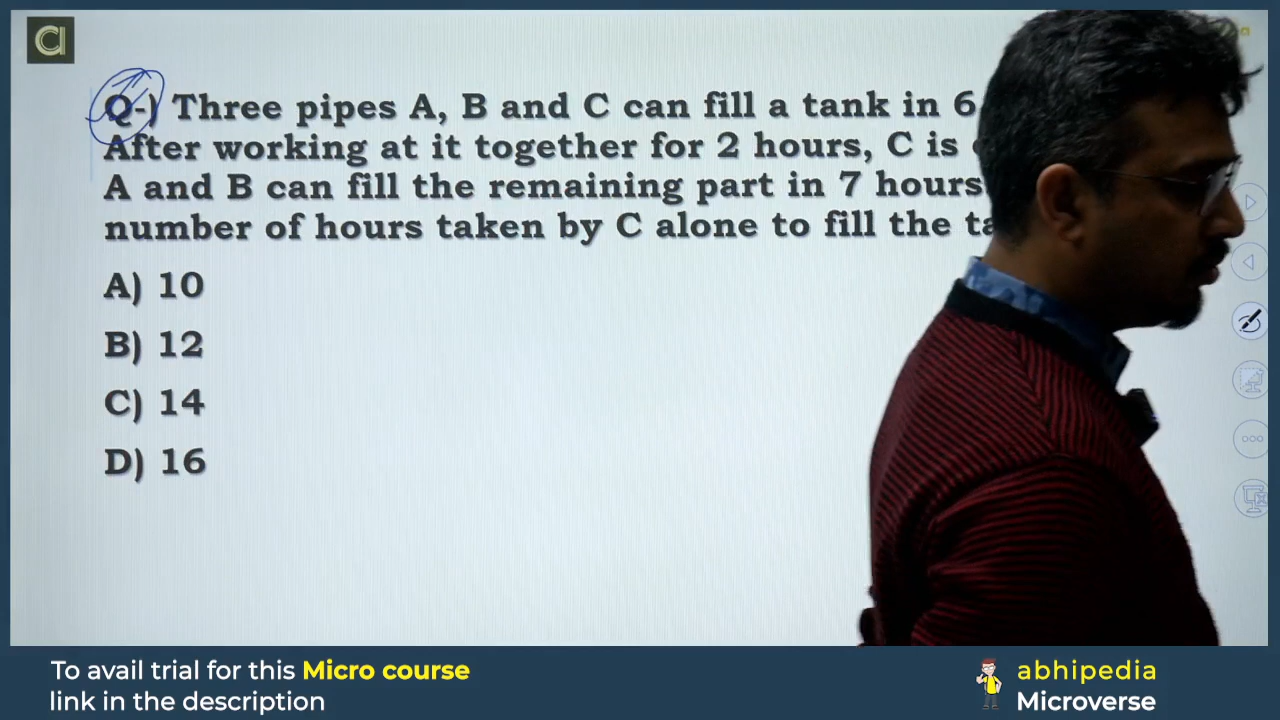 Q-) Three pipes A, B and C can fill a tank in 6
After working at it together for 2 hours, C is
A and B can fill the remaining part in 7 hours
number of hours taken by C alone to fill the
A) 10
B) 12
C) 14
D) 16
To avail trial for this Micro course
link in the description
abhipedia
Microverse